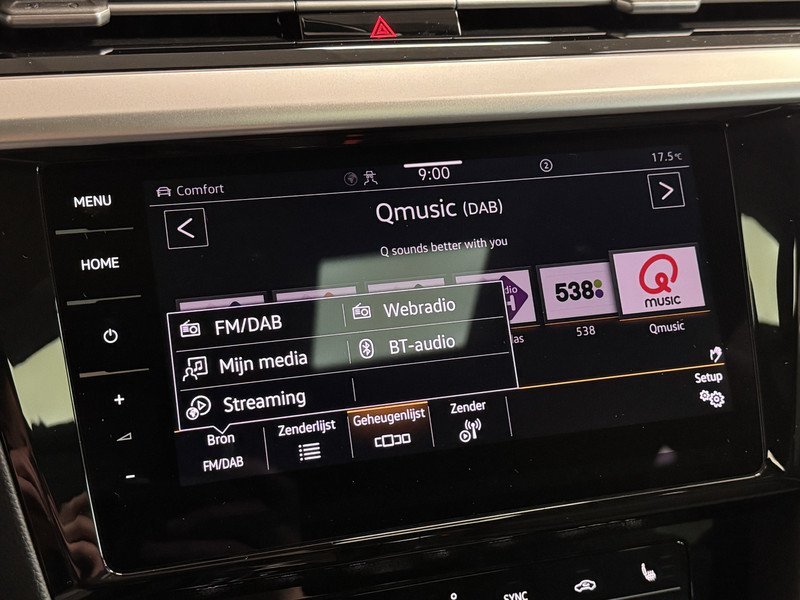 MENU
HOME
+
-
Comfort
9:00
2
17.5°C
<
Qmusic (DAB)
>
Q sounds better with you
538
Q
MUSIC
538
Qmusic
FM/DAB
Webradio
Mijn media
BT-audio
Streaming
Bron
FM/DAB
Zenderlijst
Geheugenlijst
Zender
Setup
SYNC